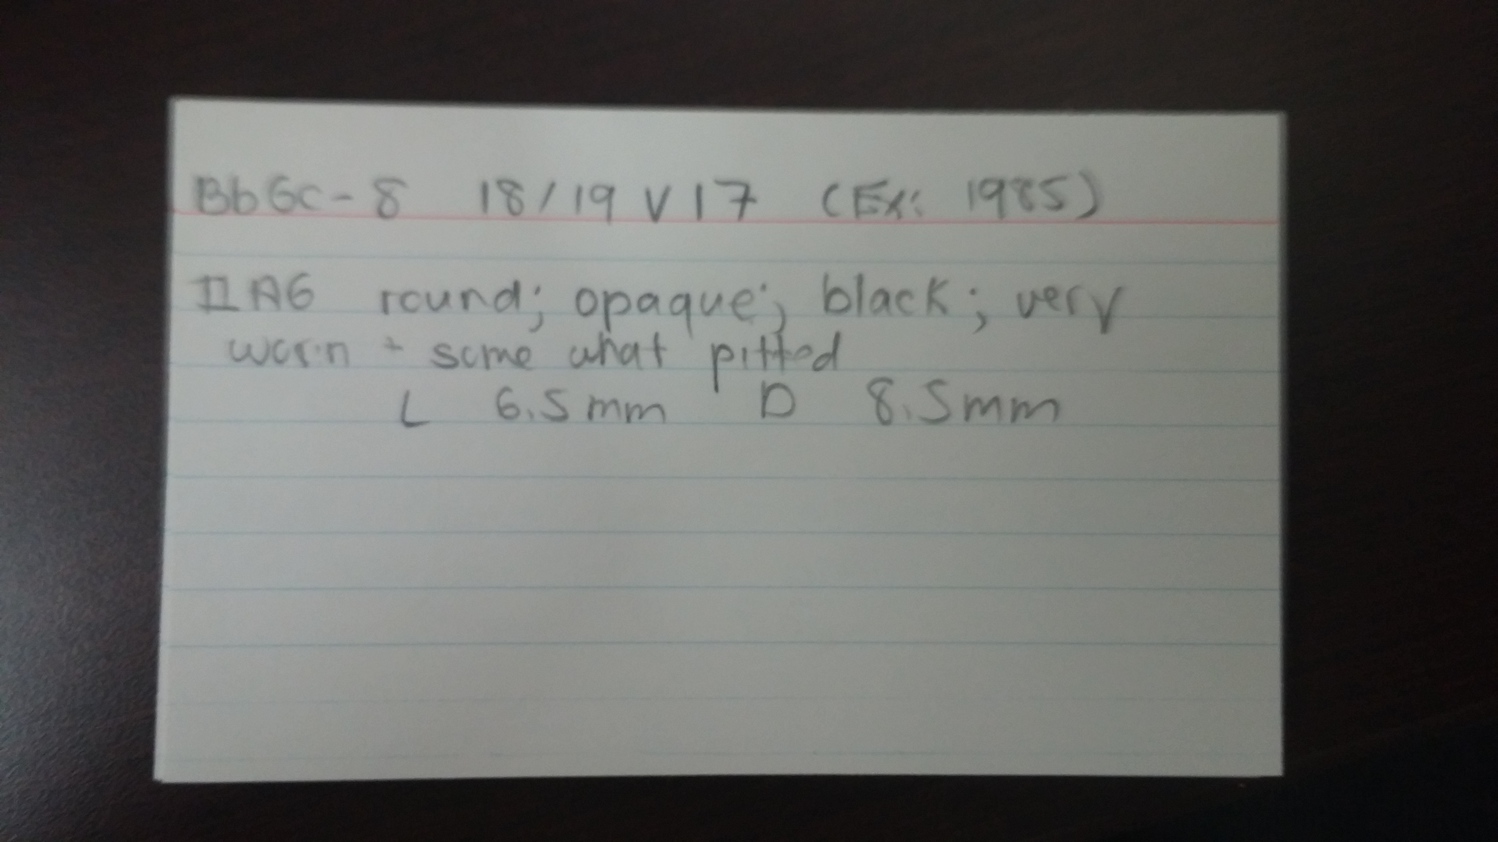 BbGc-8 18/19 V 17 (Ex: 1985)
IIA6 round; opaque; black; very
worn + some what pitted
L 6.5mm D 8.5mm